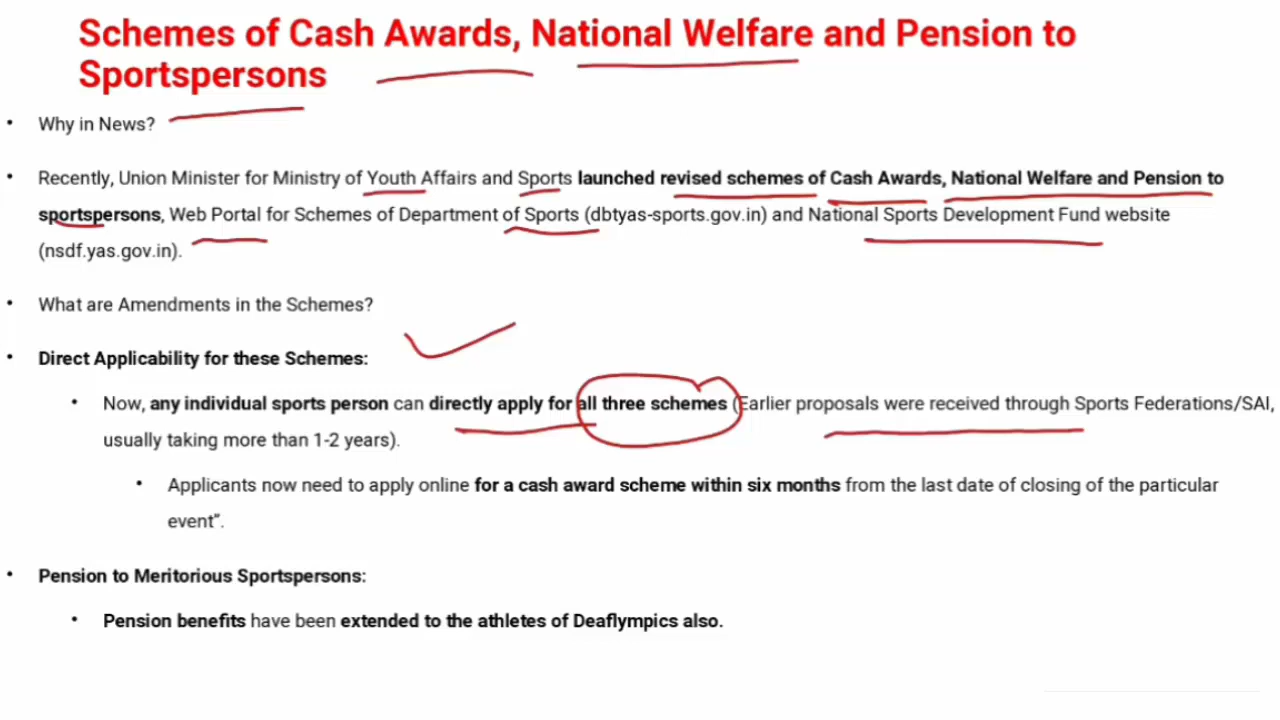 Schemes of Cash Awards, National Welfare and Pension to
Sportspersons
• Why in News?
• Recently, Union Minister for Ministry of Youth Affairs and Sports launched revised schemes of Cash Awards, National Welfare and Pension to
sportspersons, Web Portal for Schemes of Department of Sports (dbtyas-sports.gov.in) and National Sports Development Fund website
(nsdf.yas.gov.in).
• What are Amendments in the Schemes?
• Direct Applicability for these Schemes:
• Now, any individual sports person can directly apply for all three schemes (Earlier proposals were received through Sports Federations/SAI,
usually taking more than 1-2 years).
• Applicants now need to apply online for a cash award scheme within six months from the last date of closing of the particular
event”.
• Pension to Meritorious Sportspersons:
• Pension benefits have been extended to the athletes of Deaflympics also.